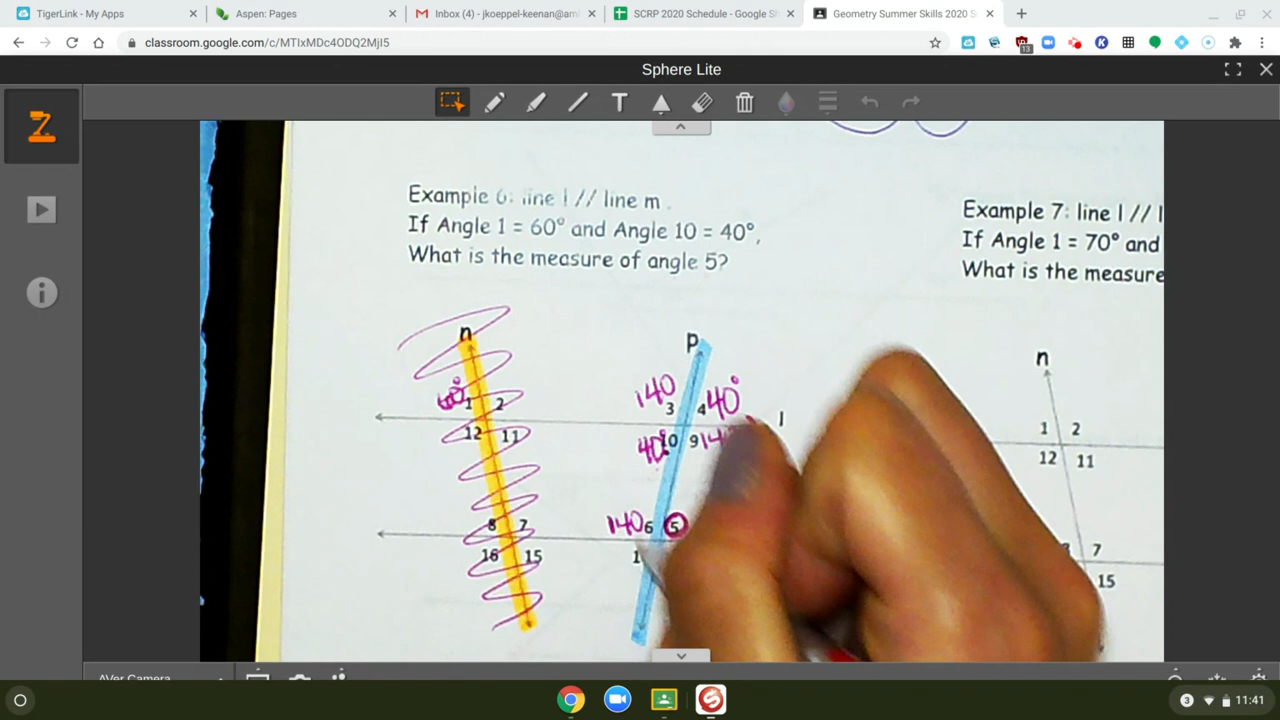 TigerLink - My Apps
Aspen: Pages
Inbox (4) - jkoeppel-keenan@am
SCRP 2020 Schedule - Google S
Geometry Summer Skills 2020 S
classroom.google.com/c/MTIxMDc4ODQ2MjI5
13
Sphere Lite
T
Example 6: line l // line m.
If Angle 1 = 60° and Angle 10 = 40°,
What is the measure of angle 5?
Example 7: line l // l
If Angle 1 = 70° and
What is the measure
n
p
n
60° 1 2
140 3 4 40°
l
12 11
40° 10 9 14
1 2
12 11
8 7
140 6 5
16 15
1
7
15
AVer Camera
3
11:41